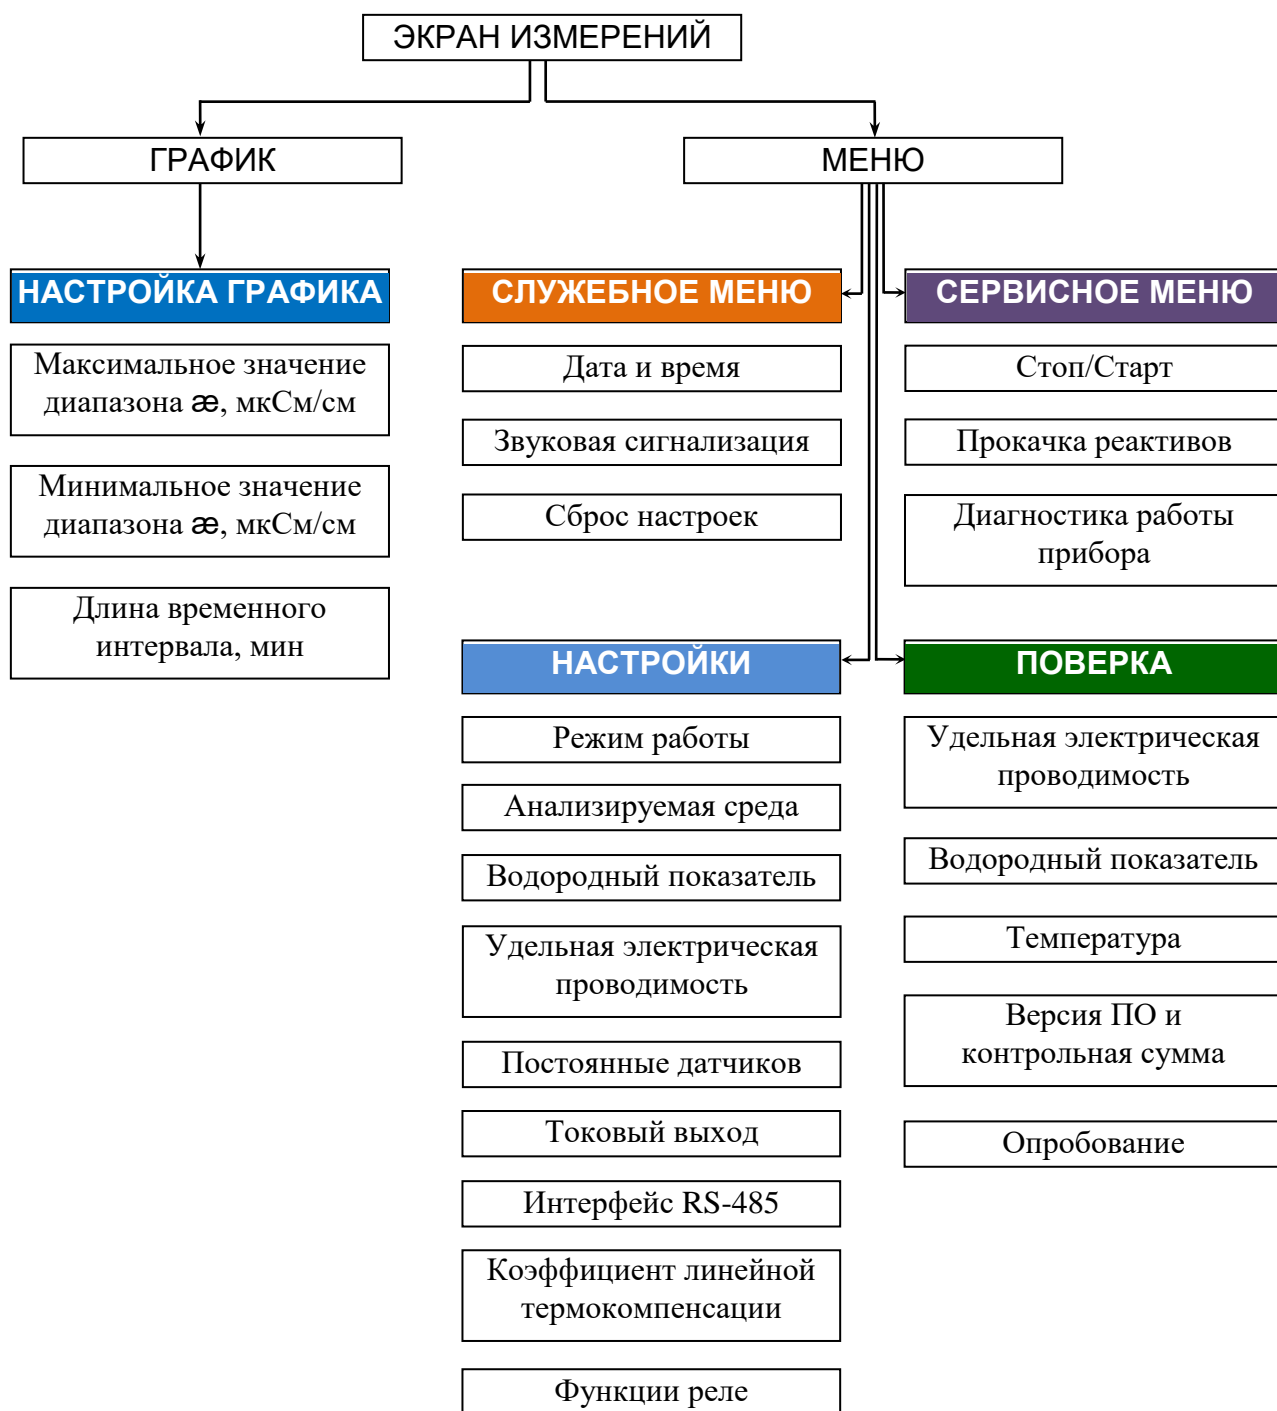 ЭКРАН ИЗМЕРЕНИЙ
ГРАФИК
МЕНЮ
НАСТРОЙКА ГРАФИКА
Максимальное значение
диапазона æ, мкСм/см
Минимальное значение
диапазона æ, мкСм/см
Длина временного
интервала, мин
СЛУЖЕБНОЕ МЕНЮ
Дата и время
Звуковая сигнализация
Сброс настроек
СЕРВИСНОЕ МЕНЮ
Стоп/Старт
Прокачка реактивов
Диагностика работы
прибора
НАСТРОЙКИ
Режим работы
Анализируемая среда
Водородный показатель
Удельная электрическая
проводимость
Постоянные датчиков
Токовый выход
Интерфейс RS-485
Коэффициент линейной
термокомпенсации
Функции реле
ПОВЕРКА
Удельная электрическая
проводимость
Водородный показатель
Температура
Версия ПО и
контрольная сумма
Опробование